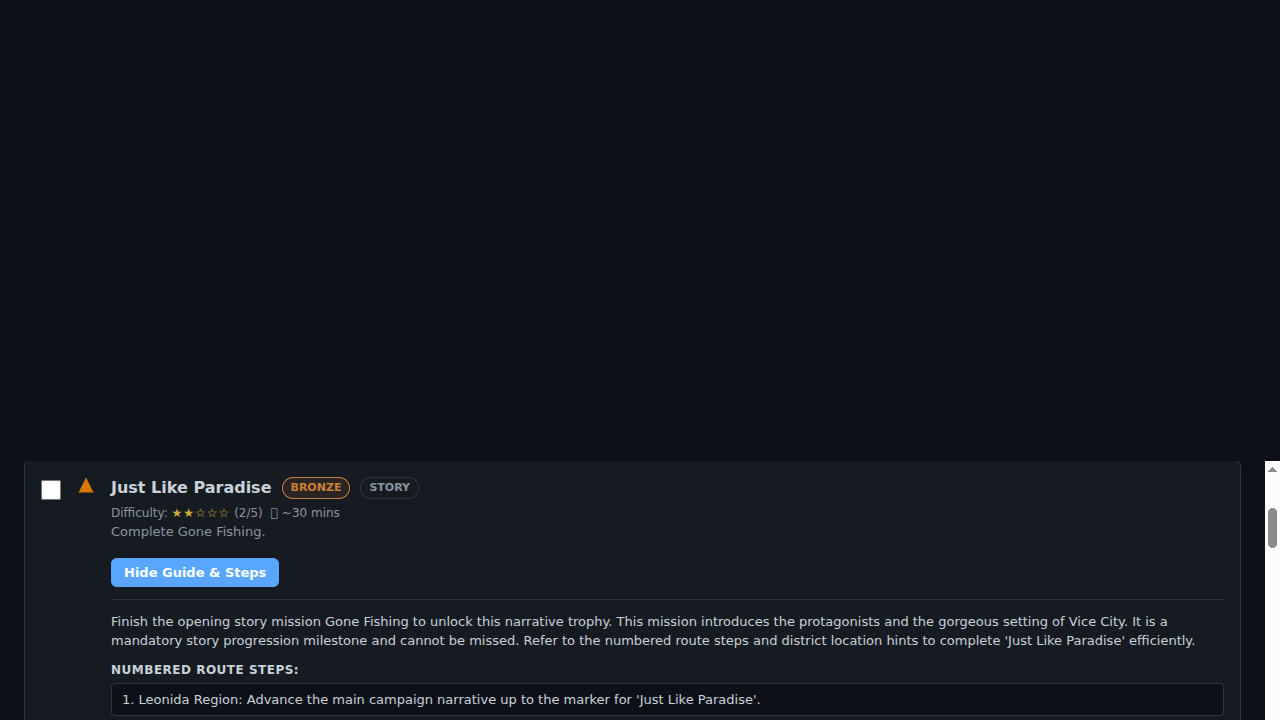 Just Like Paradise BRONZE STORY
Difficulty: ★★☆☆☆ (2/5) ~30 mins
Complete Gone Fishing.
Hide Guide & Steps
Finish the opening story mission Gone Fishing to unlock this narrative trophy. This mission introduces the protagonists and the gorgeous setting of Vice City. It is a
mandatory story progression milestone and cannot be missed. Refer to the numbered route steps and district location hints to complete 'Just Like Paradise' efficiently.
NUMBERED ROUTE STEPS:
1. Leonida Region: Advance the main campaign narrative up to the marker for 'Just Like Paradise'.